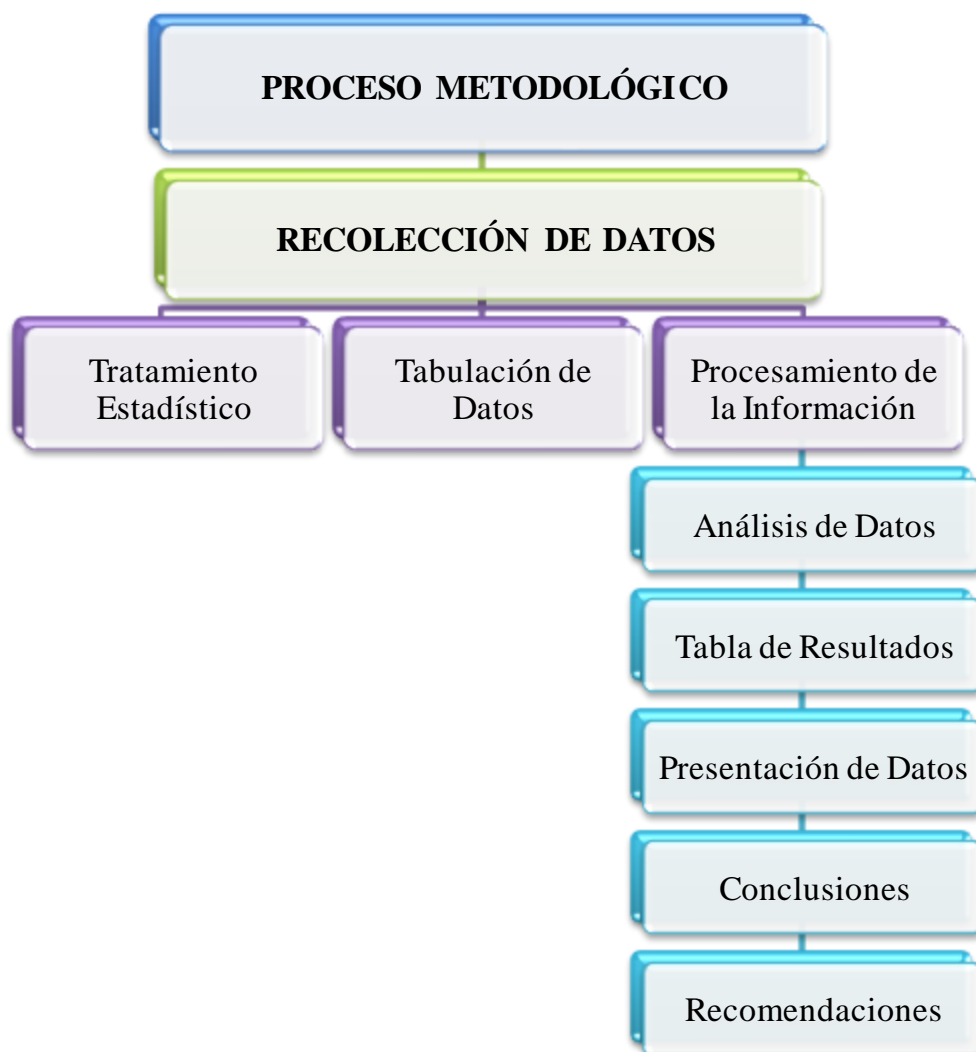 PROCESO METODOLÓGICO
RECOLECCIÓN DE DATOS
Tratamiento
Estadístico
Tabulación de
Datos
Procesamiento de
la Información
Análisis de Datos
Tabla de Resultados
Presentación de Datos
Conclusiones
Recomendaciones